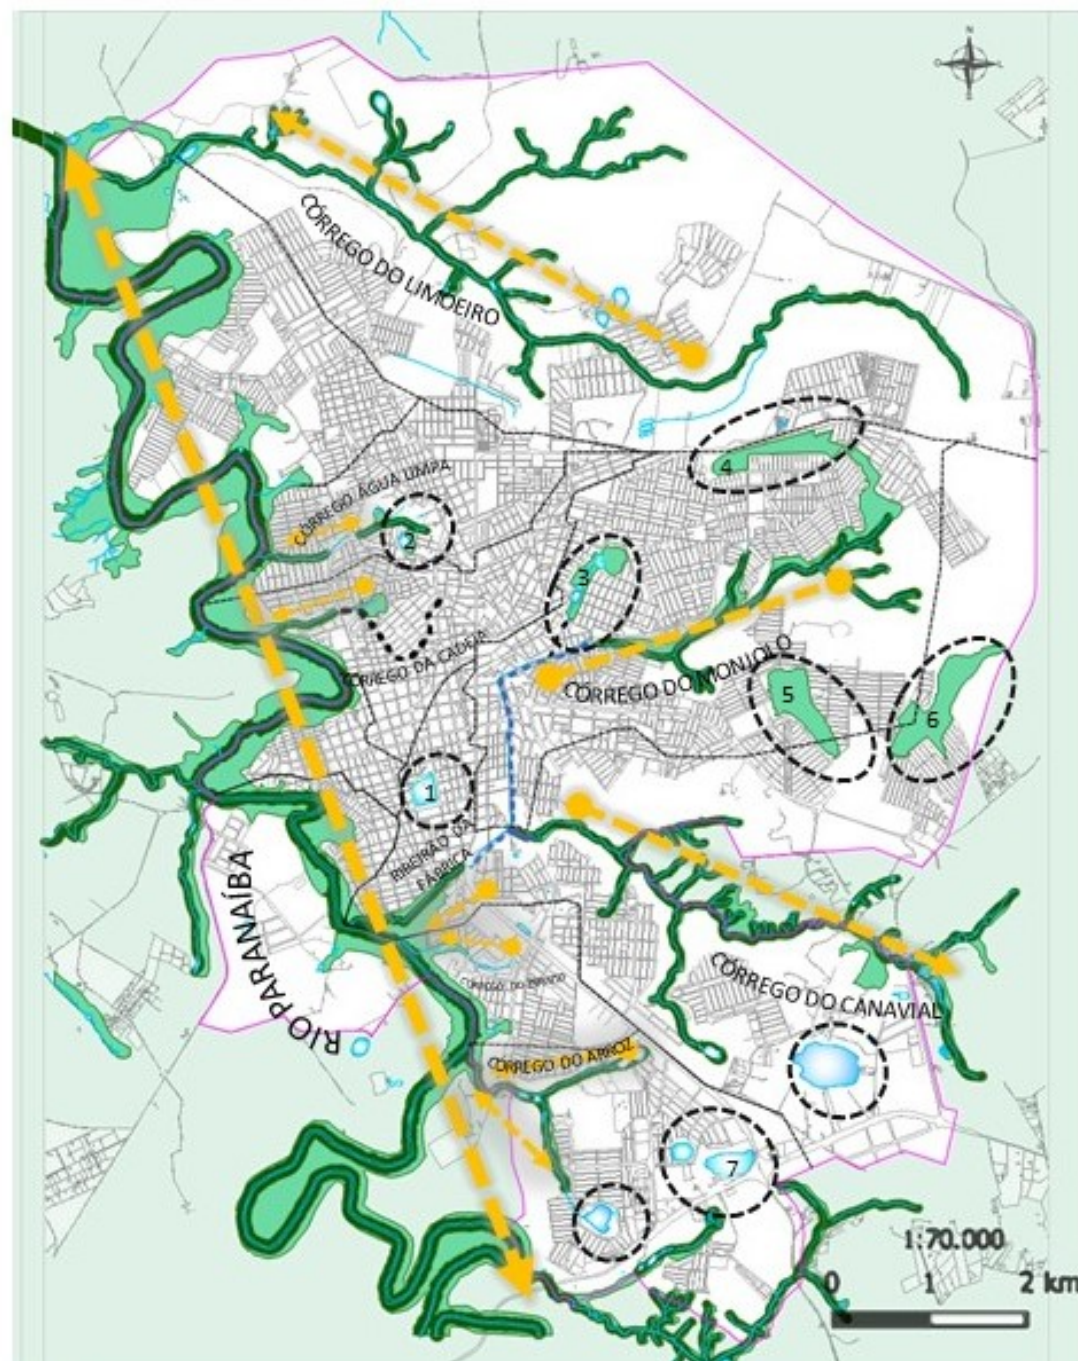 N
CÓRREGO DO LIMOEIRO
4
CÓRREGO ÁGUA LIMPA
2
3
CÓRREGO DA CADEIA
CÓRREGO DO MONJOLO
5
6
1
RIBEIRÃO DA
FÁBRICA
RIO PARANAÍBA
CÓRREGO DO CANAVIAL
CÓRREGO DO ARROZ
7
1:70.000
0 1 2 km